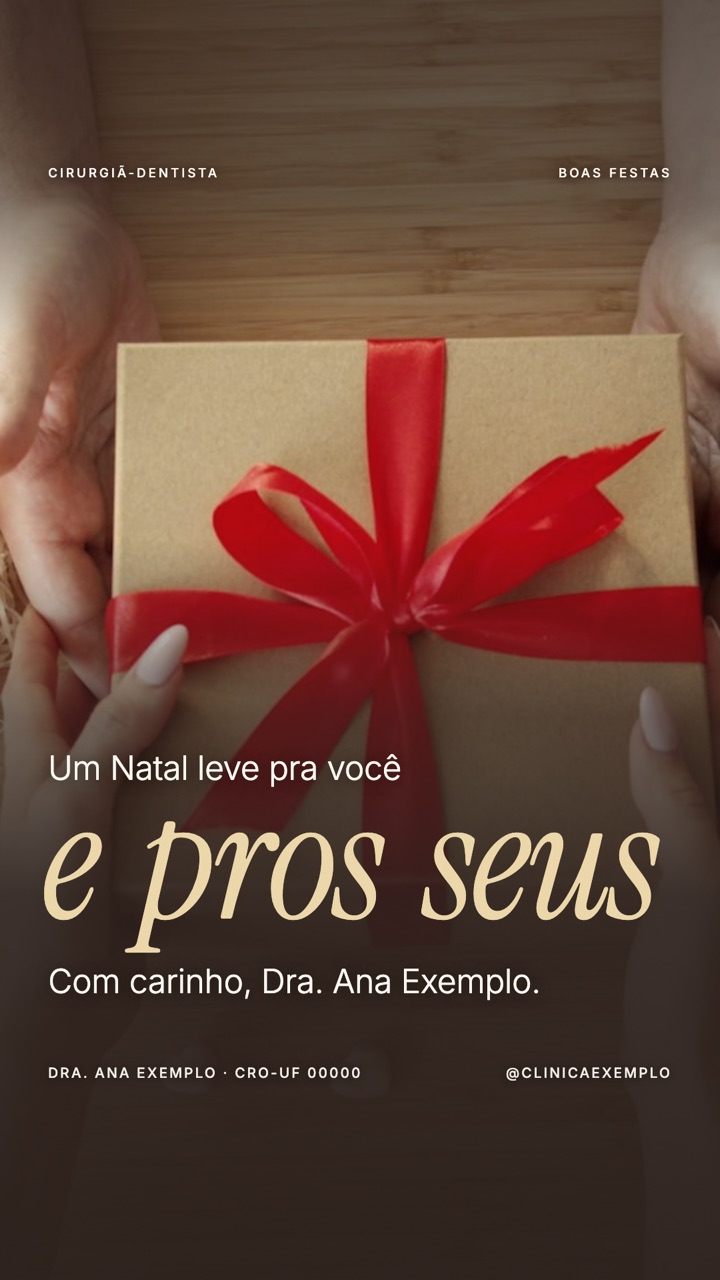 CIRURGIÃ-DENTISTA
BOAS FESTAS
Um Natal leve pra você
e pros seus
Com carinho, Dra. Ana Exemplo.
DRA. ANA EXEMPLO · CRO-UF 00000
@CLINICAEXEMPLO